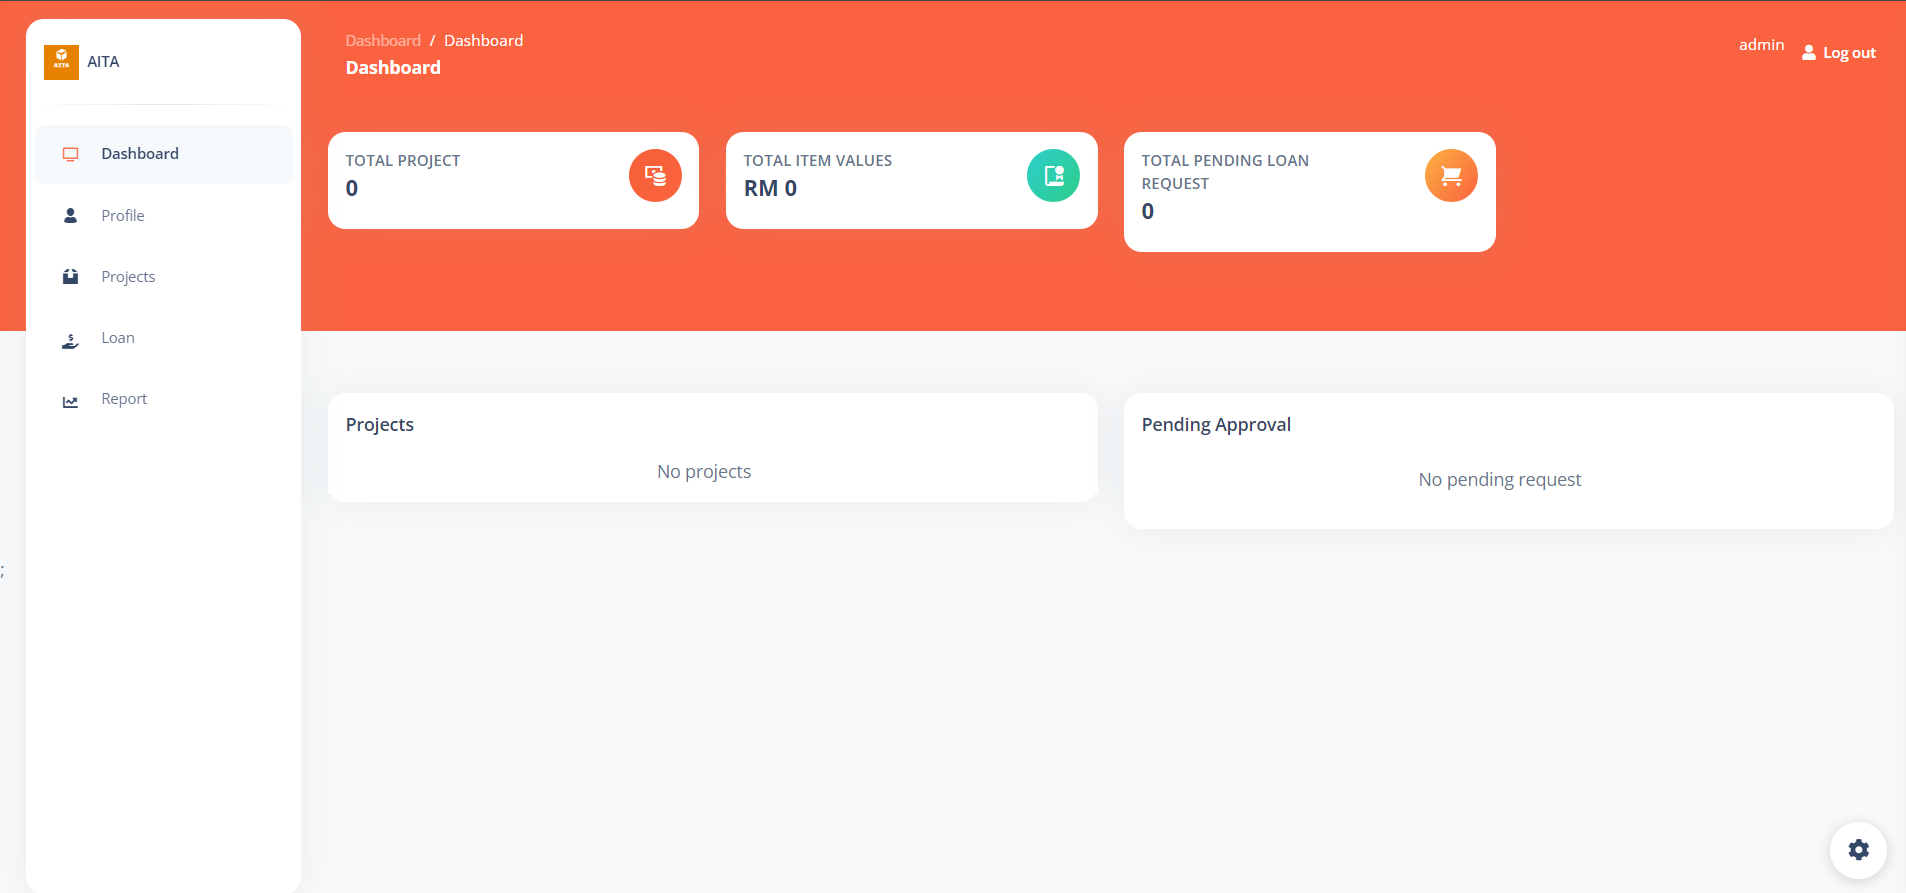 AITA
AITA
Dashboard
Profile
Projects
Loan
Report
Dashboard / Dashboard
Dashboard
admin
Log out
TOTAL PROJECT
0
TOTAL ITEM VALUES
RM 0
TOTAL PENDING LOAN
REQUEST
0
Projects
No projects
Pending Approval
No pending request
;